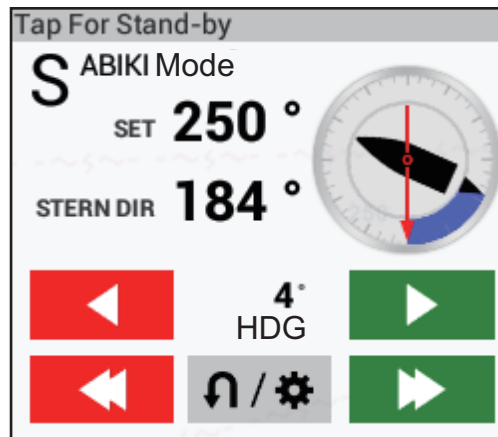 Tap For Stand-by
S ABIKI Mode
SET 250 °
STERN DIR 184 °
4°
HDG
/